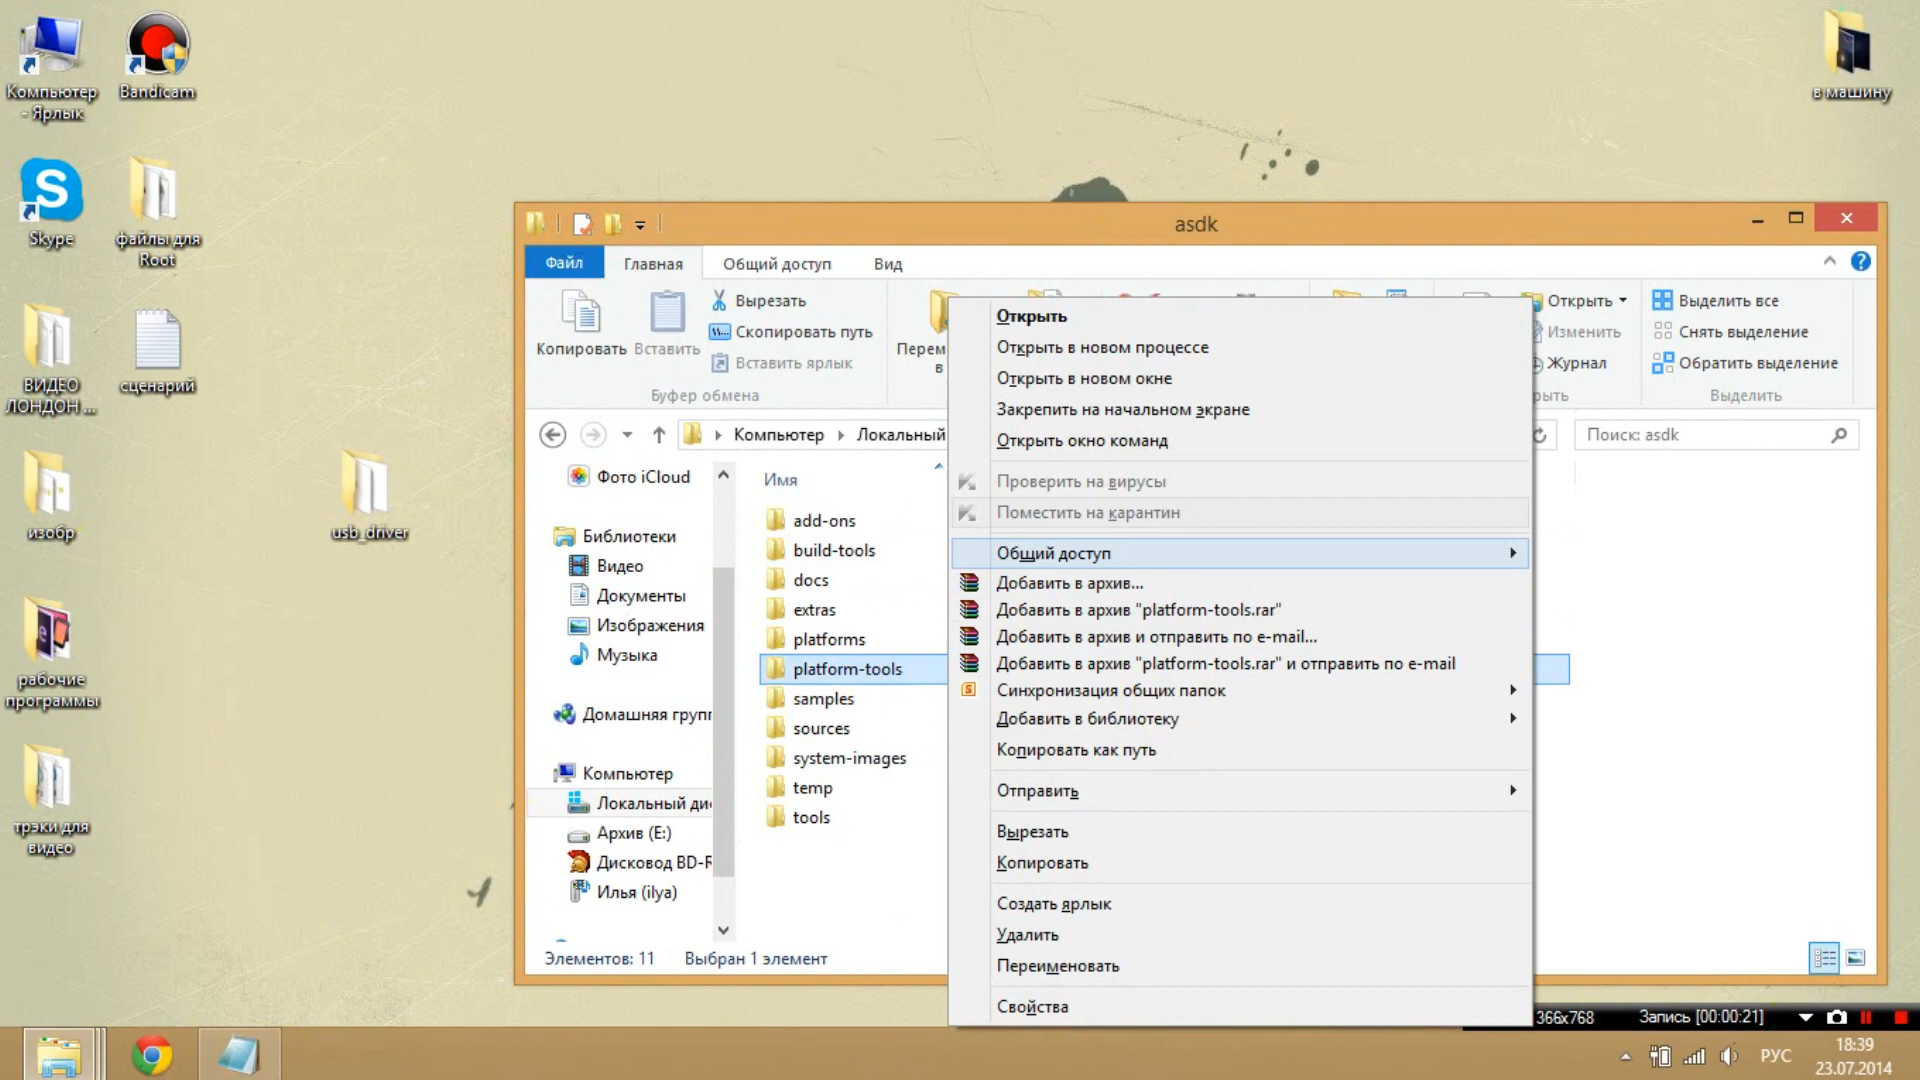 Компьютер
- Ярлык
Bandicam
в машину
Skype
файлы для
Root
ВИДЕО
ЛОНДОН ...
сценарий
изобр
usb_driver
рабочие
программы
трэки для
видео
asdk
Файл
Главная
Общий доступ
Вид
Копировать
Вставить
Вырезать
Скопировать путь
Вставить ярлык
Буфер обмена
Перем
в
Открыть
Изменить
Журнал
рыть
Выделить все
Снять выделение
Обратить выделение
Выделить
Компьютер
Локальный
Поиск: asdk
Фото iCloud
Библиотеки
Видео
Документы
Изображения
Музыка
Домашняя груп
Компьютер
Локальный ди
Архив (E:)
Дисковод BD-R
Илья (ilya)
Имя
add-ons
build-tools
docs
extras
platforms
platform-tools
samples
sources
system-images
temp
tools
Элементов: 11
Выбран 1 элемент
Открыть
Открыть в новом процессе
Открыть в новом окне
Закрепить на начальном экране
Открыть окно команд
Проверить на вирусы
Поместить на карантин
Общий доступ
Добавить в архив...
Добавить в архив "platform-tools.rar"
Добавить в архив и отправить по e-mail...
Добавить в архив "platform-tools.rar" и отправить по e-mail
Синхронизация общих папок
Добавить в библиотеку
Копировать как путь
Отправить
Вырезать
Копировать
Создать ярлык
Удалить
Переименовать
Свойства
366x768
Запись [00:00:21]
РУС
18:39
23.07.2014